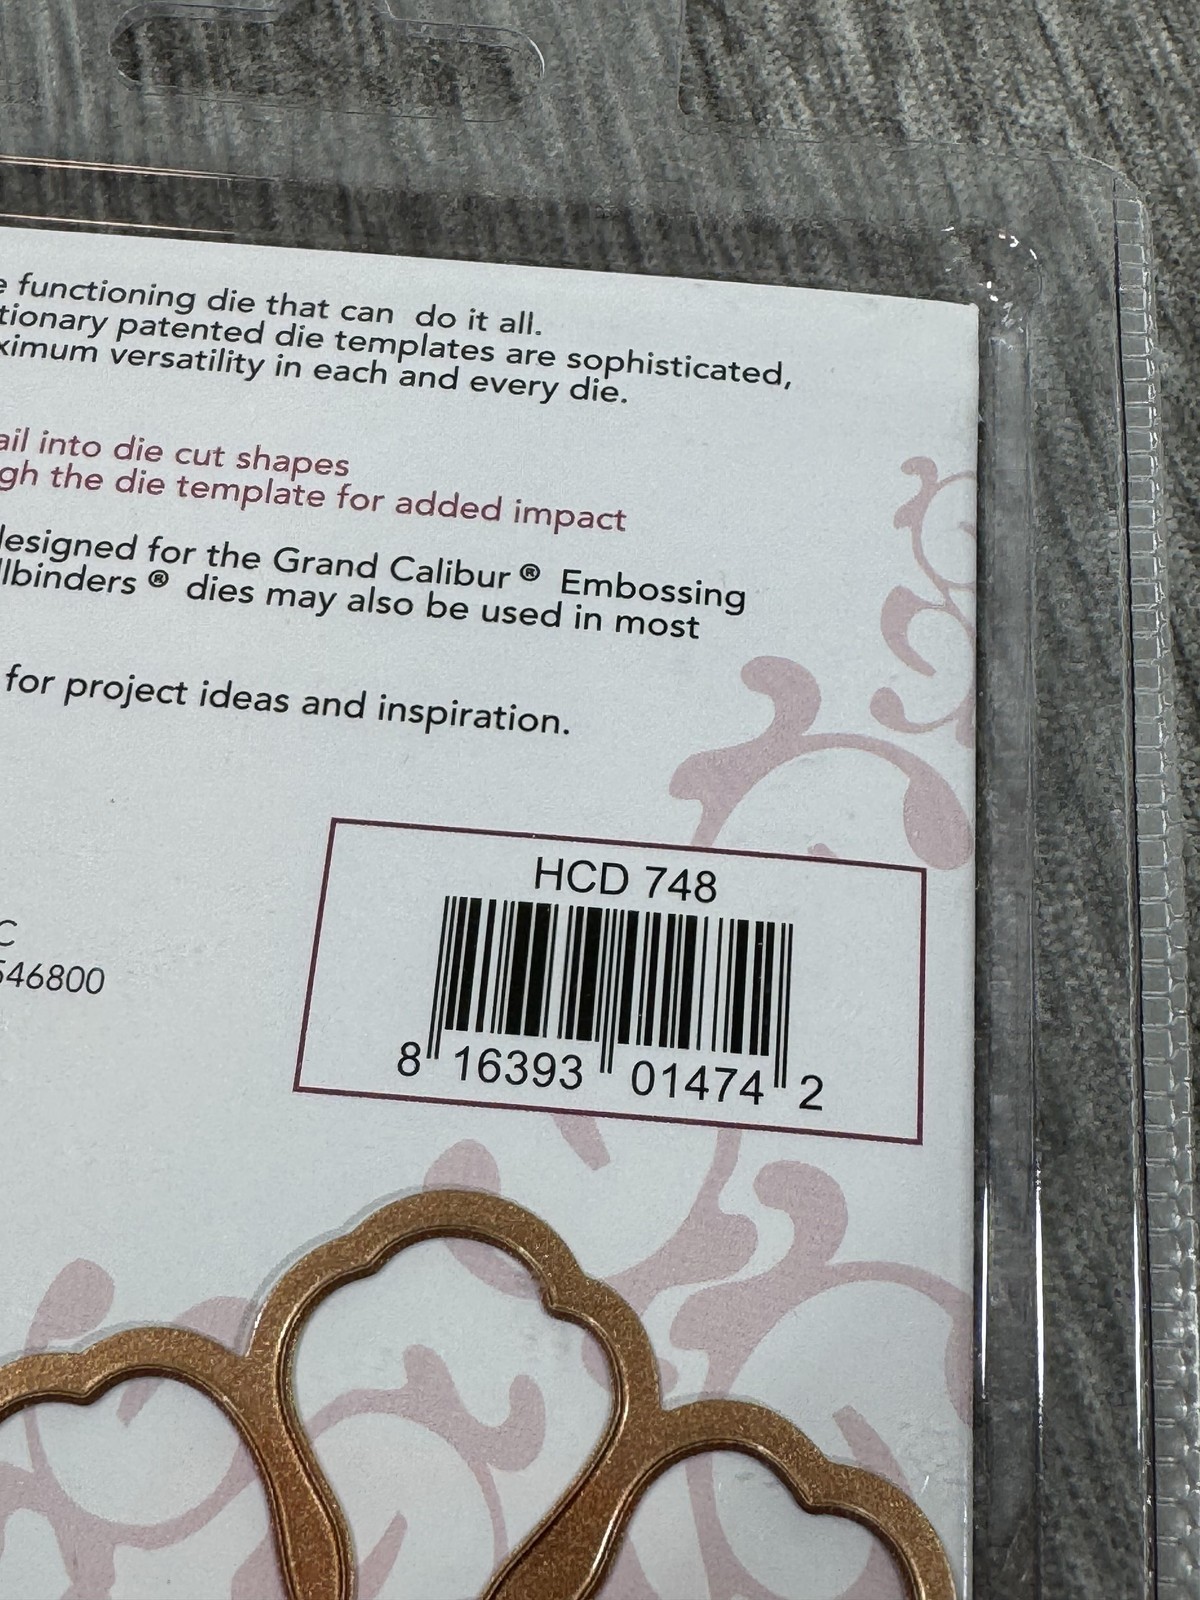 functioning die that can do it all.
tionary patented die templates are sophisticated,
ximum versatility in each and every die.
ail into die cut shapes
gh the die template for added impact
designed for the Grand Calibur ® Embossing
llbinders ® dies may also be used in most
for project ideas and inspiration.
HCD 748
C
546800
8 16393 01474 2